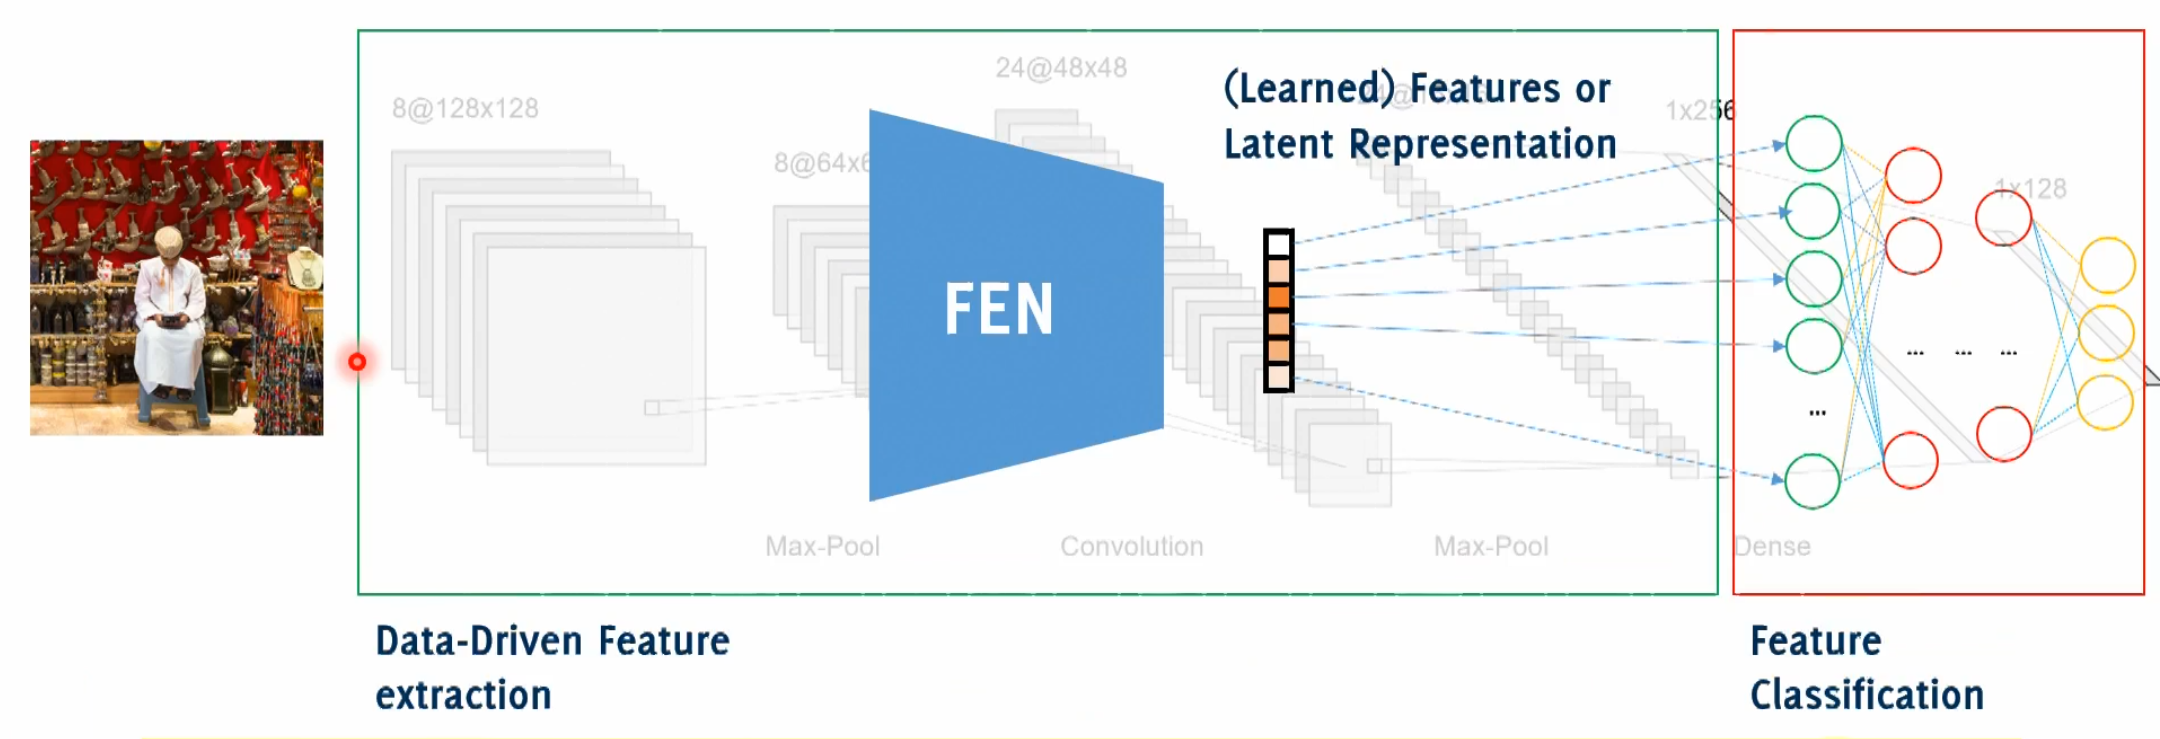 24@48x48
8@128x128
(Learned) Features or
Latent Representation
1x256
8@64x6
1x128
FEN
...
... ... ...
Max-Pool
Convolution
Max-Pool
Dense
Data-Driven Feature
extraction
Feature
Classification